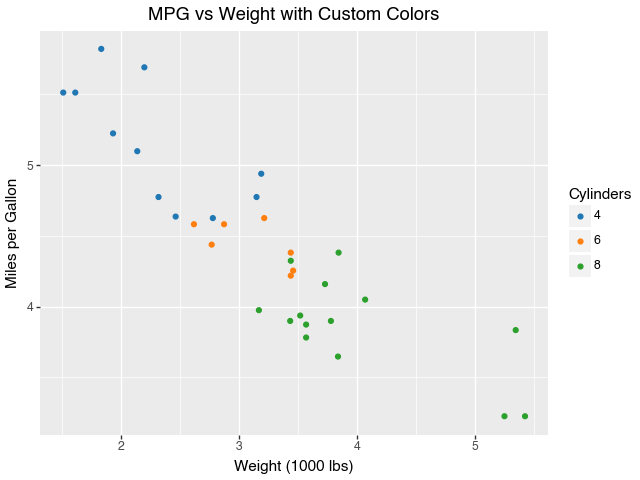 MPG vs Weight with Custom Colors
Miles per Gallon
5
4
2 3 4 5
Weight (1000 lbs)
Cylinders
4
6
8